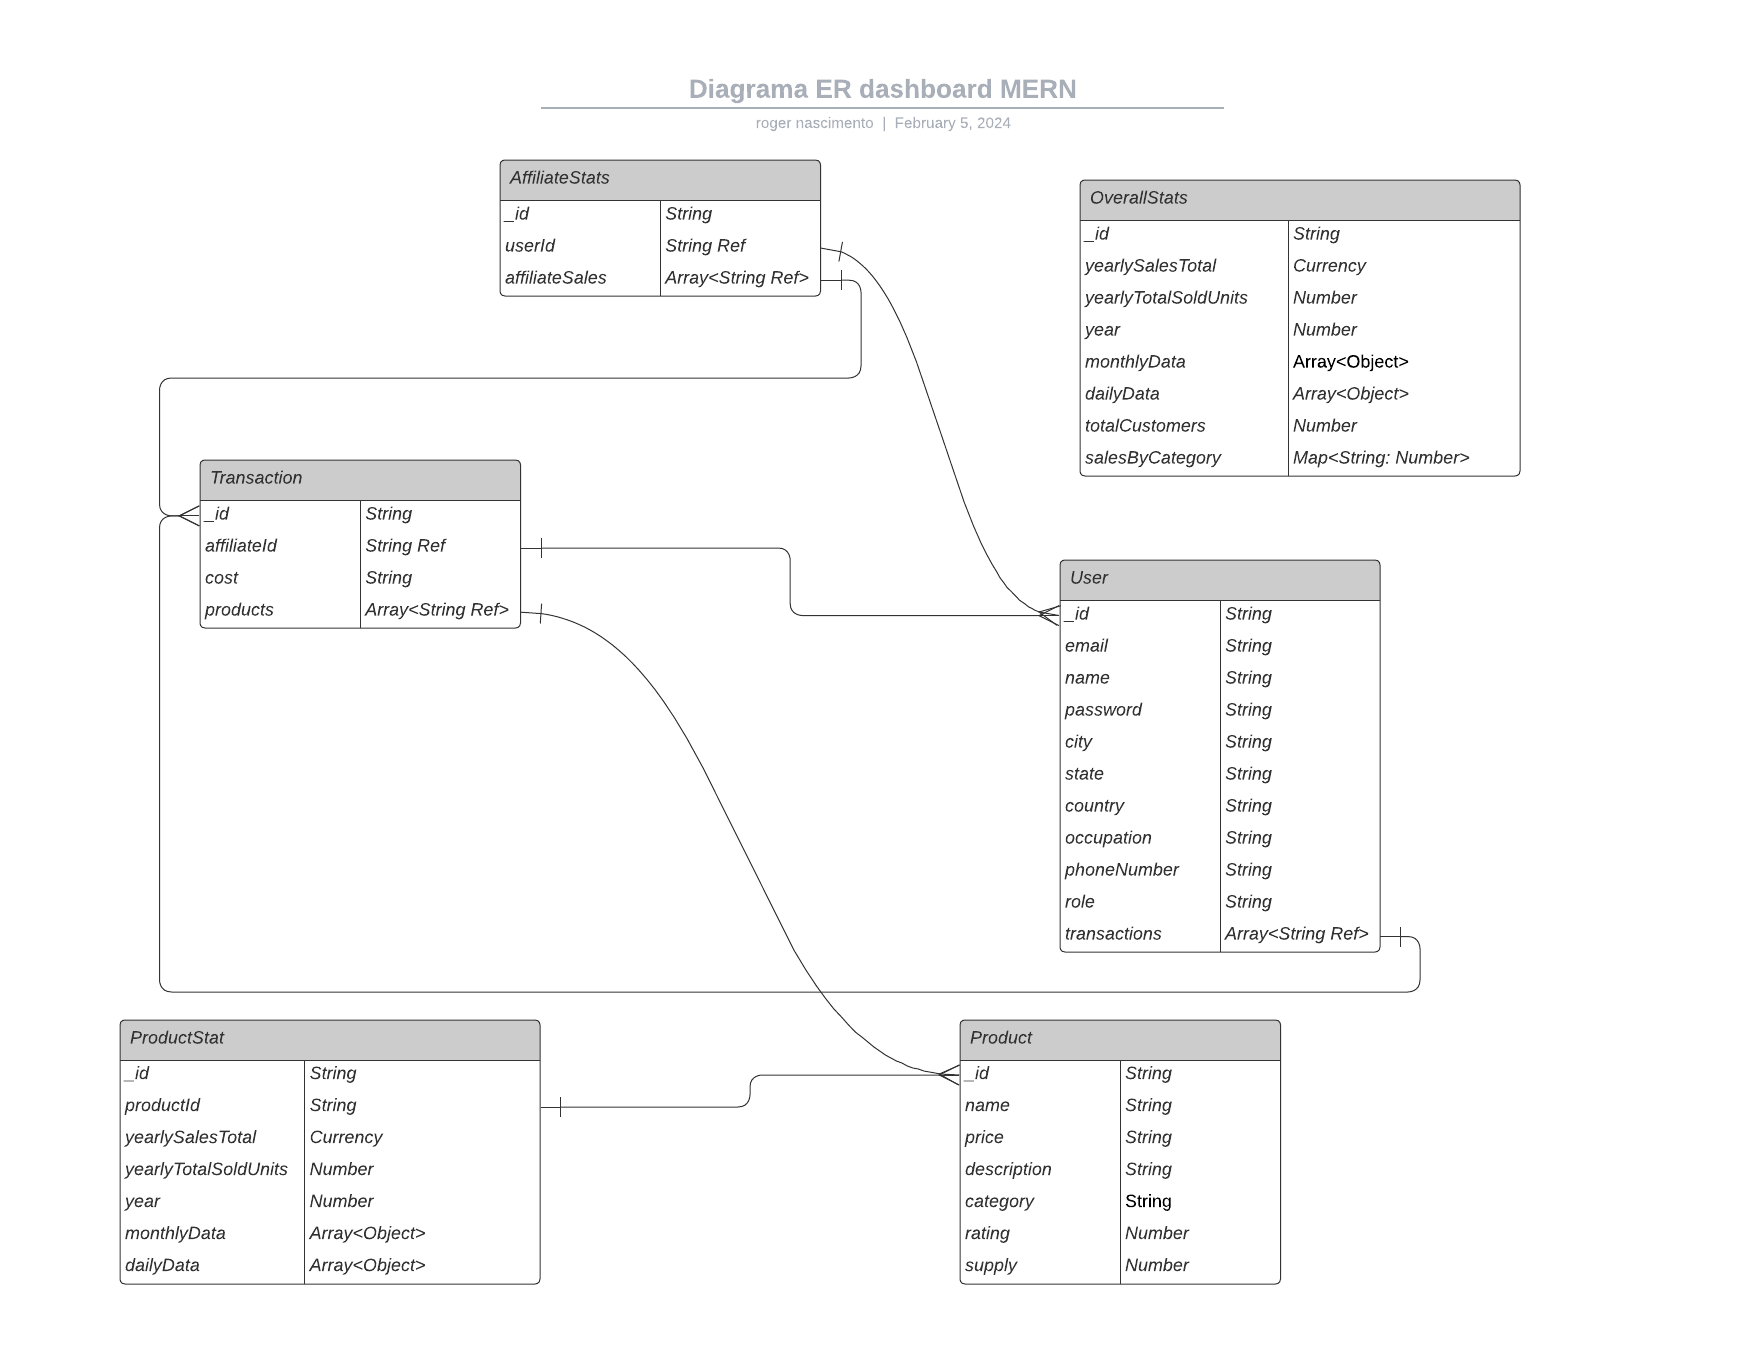 Diagrama ER dashboard MERN
roger nascimento | February 5, 2024
AffiliateStats
_id String
userId String Ref
affiliateSales Array<String Ref>
OverallStats
_id String
yearlySalesTotal Currency
yearlyTotalSoldUnits Number
year Number
monthlyData Array<Object>
dailyData Array<Object>
totalCustomers Number
salesByCategory Map<String: Number>
Transaction
_id String
affiliateId String Ref
cost String
products Array<String Ref>
User
_id String
email String
name String
password String
city String
state String
country String
occupation String
phoneNumber String
role String
transactions Array<String Ref>
ProductStat
_id String
productId String
yearlySalesTotal Currency
yearlyTotalSoldUnits Number
year Number
monthlyData Array<Object>
dailyData Array<Object>
Product
_id String
name String
price String
description String
category String
rating Number
supply Number